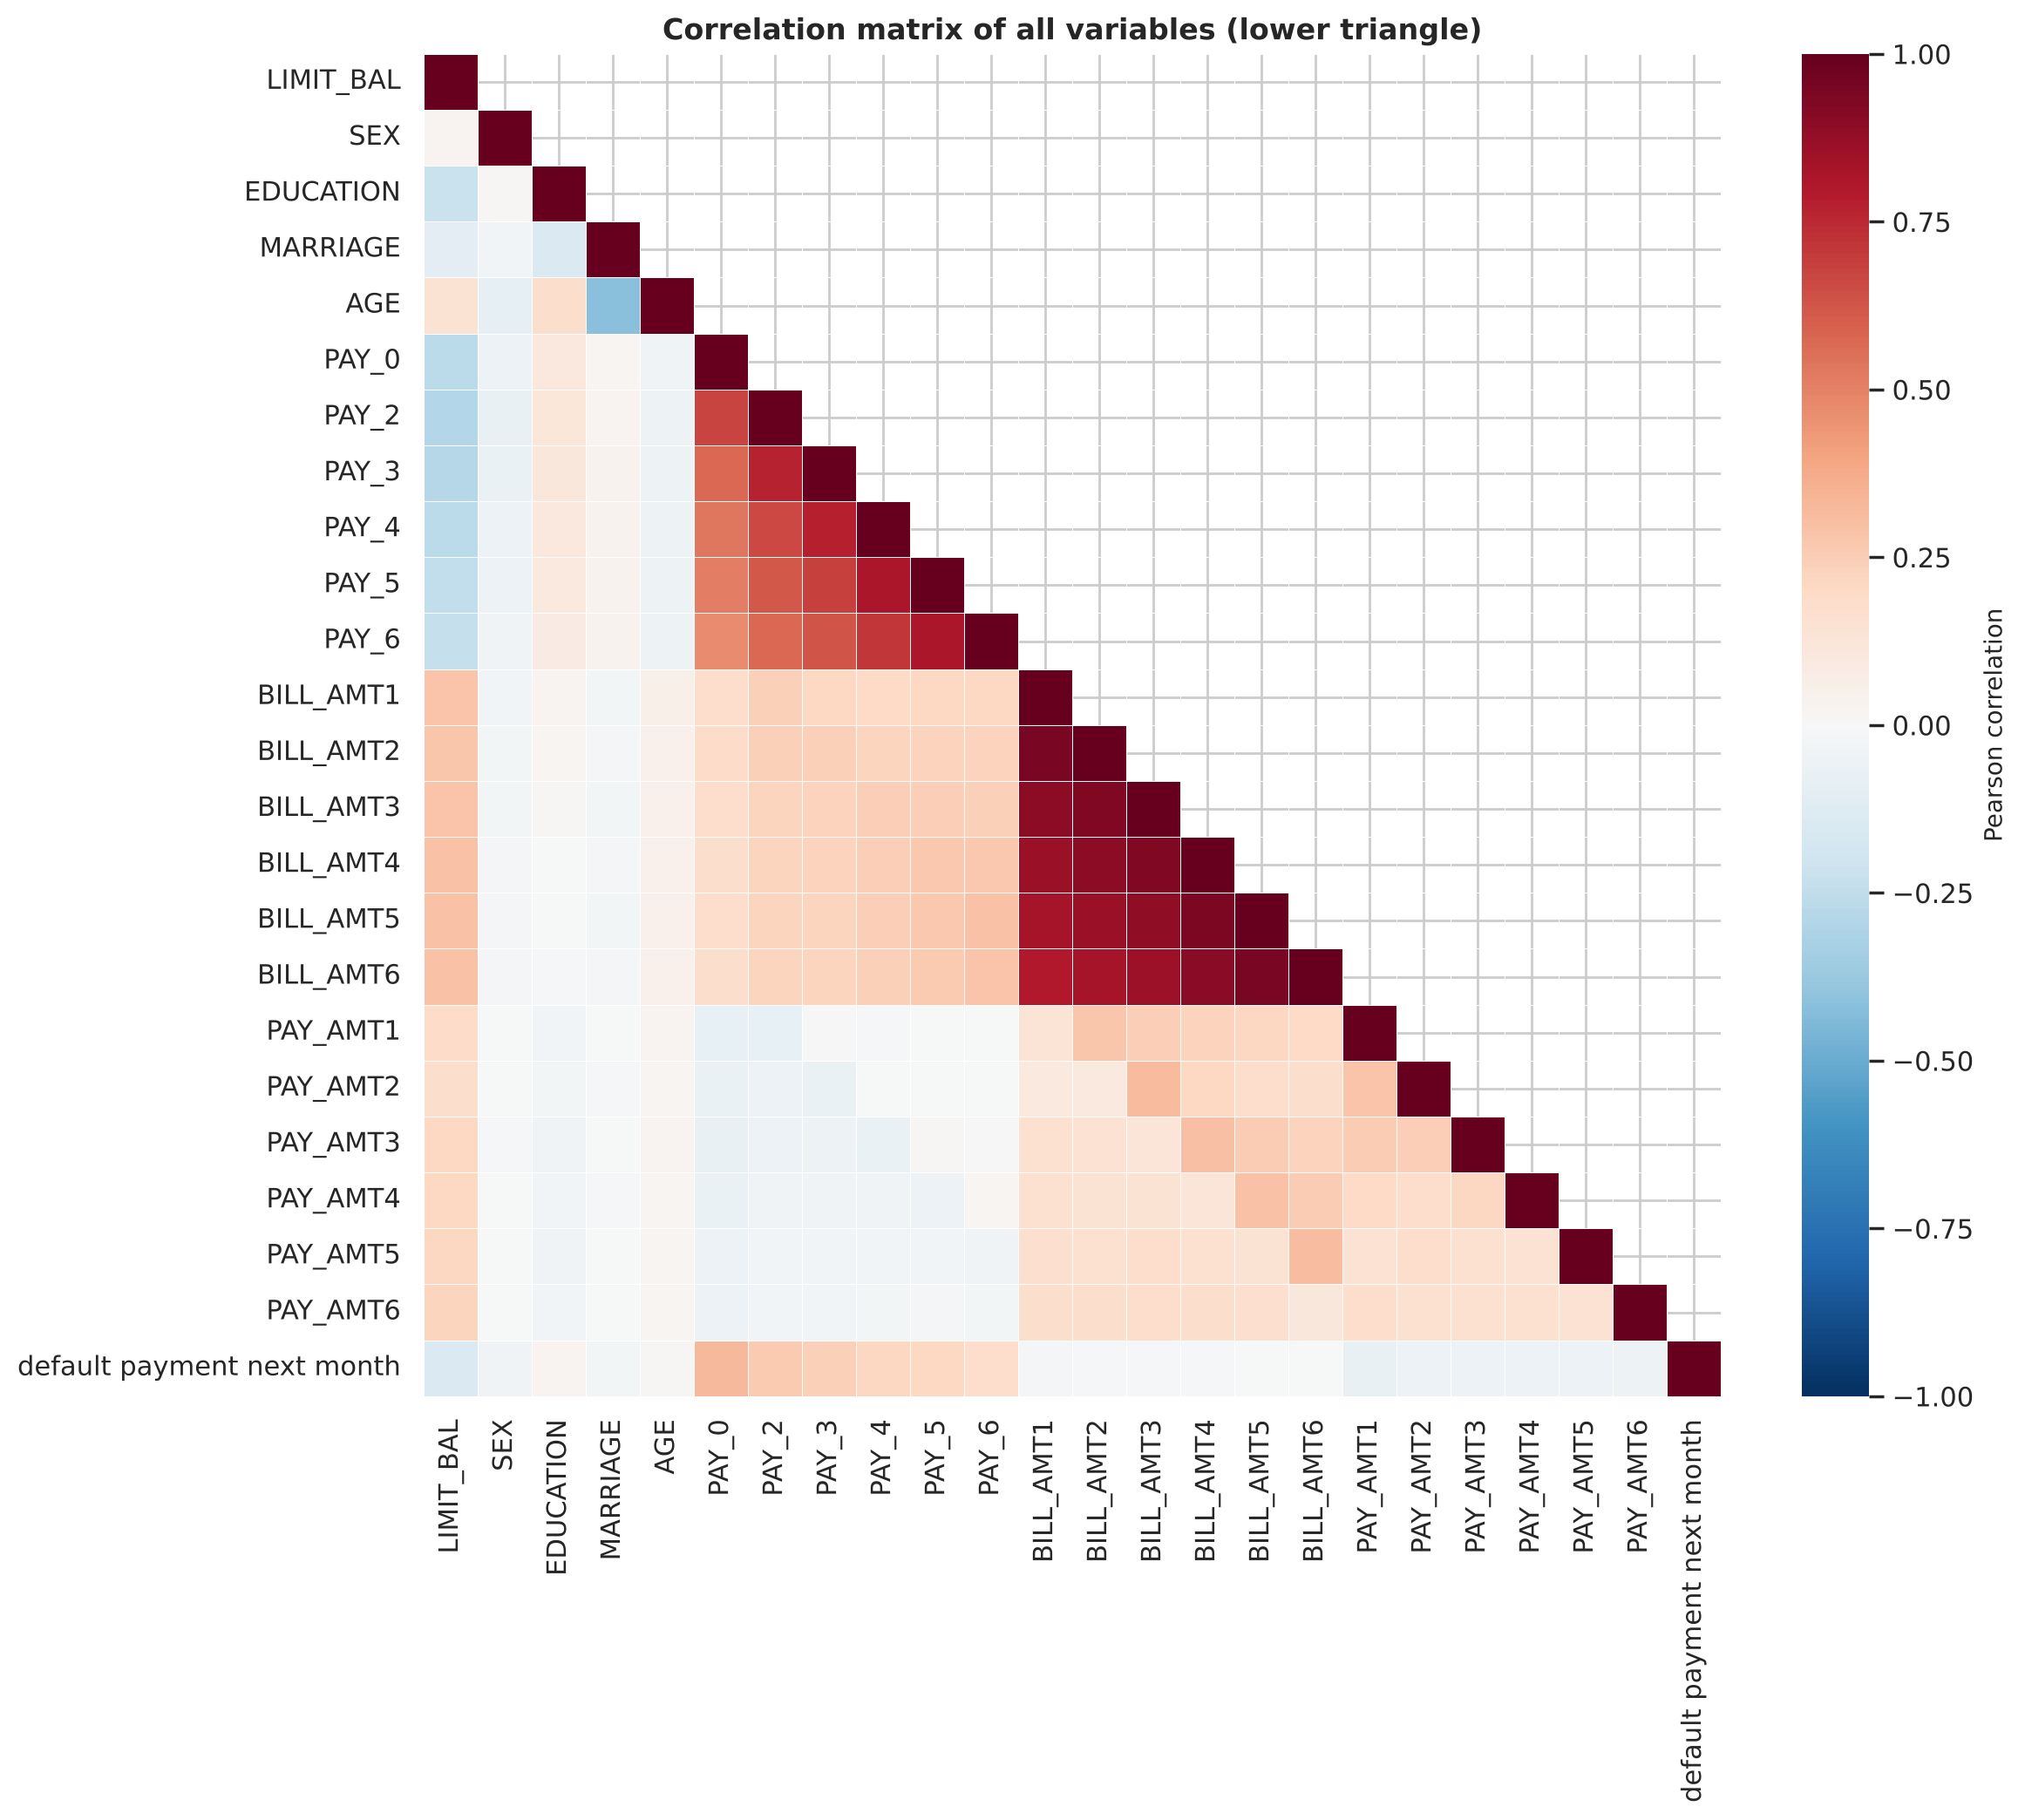 Correlation matrix of all variables (lower triangle)
LIMIT_BAL
SEX
EDUCATION
MARRIAGE
AGE
PAY_0
PAY_2
PAY_3
PAY_4
PAY_5
PAY_6
BILL_AMT1
BILL_AMT2
BILL_AMT3
BILL_AMT4
BILL_AMT5
BILL_AMT6
PAY_AMT1
PAY_AMT2
PAY_AMT3
PAY_AMT4
PAY_AMT5
PAY_AMT6
default payment next month
LIMIT_BAL
SEX
EDUCATION
MARRIAGE
AGE
PAY_0
PAY_2
PAY_3
PAY_4
PAY_5
PAY_6
BILL_AMT1
BILL_AMT2
BILL_AMT3
BILL_AMT4
BILL_AMT5
BILL_AMT6
PAY_AMT1
PAY_AMT2
PAY_AMT3
PAY_AMT4
PAY_AMT5
PAY_AMT6
default payment next month
1.00
0.75
0.50
0.25
0.00
−0.25
−0.50
−0.75
−1.00
Pearson correlation